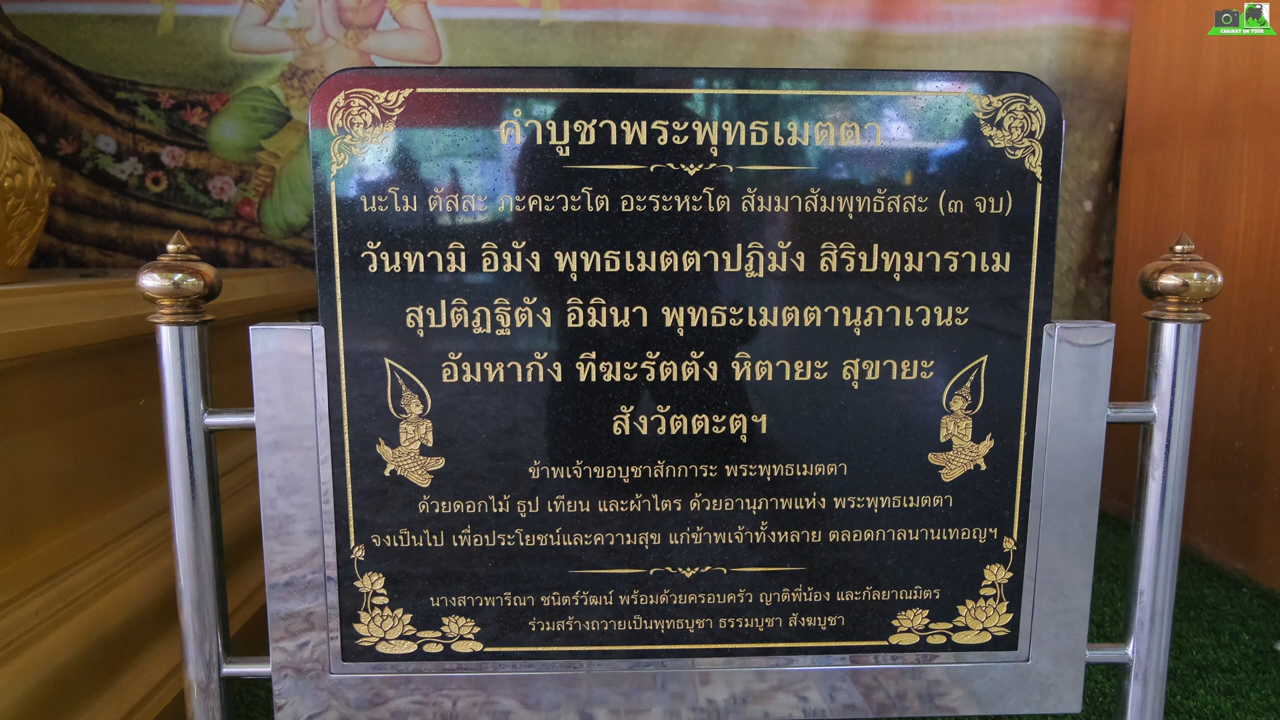 CHAINAT ON TOUR
คำบูชาพระพุทธเมตตา
นะโม ตัสสะ ภะคะวะโต อะระหะโต สัมมาสัมพุทธัสสะ (๓ จบ)
วันทามิ อิมัง พุทธเมตตาปฏิมัง สิริปทุมาราเม
สุปติฏฐิตัง อิมินา พุทธะเมตตานุภาเวนะ
อัมหากัง ทีฆะรัตตัง หิตายะ สุขายะ
สังวัตตะตุฯ
ข้าพเจ้าขอบูชาสักการะ พระพุทธเมตตา
ด้วยดอกไม้ ธูป เทียน และผ้าไตร ด้วยอานุภาพแห่ง พระพุทธเมตตา
จงเป็นไป เพื่อประโยชน์และความสุข แก่ข้าพเจ้าทั้งหลาย ตลอดกาลนานเทอญฯ
นางสาวพารีณา ชนิตร์วัฒน์ พร้อมด้วยครอบครัว ญาติพี่น้อง และกัลยาณมิตร
ร่วมสร้างถวายเป็นพุทธบูชา ธรรมบูชา สังฆบูชา